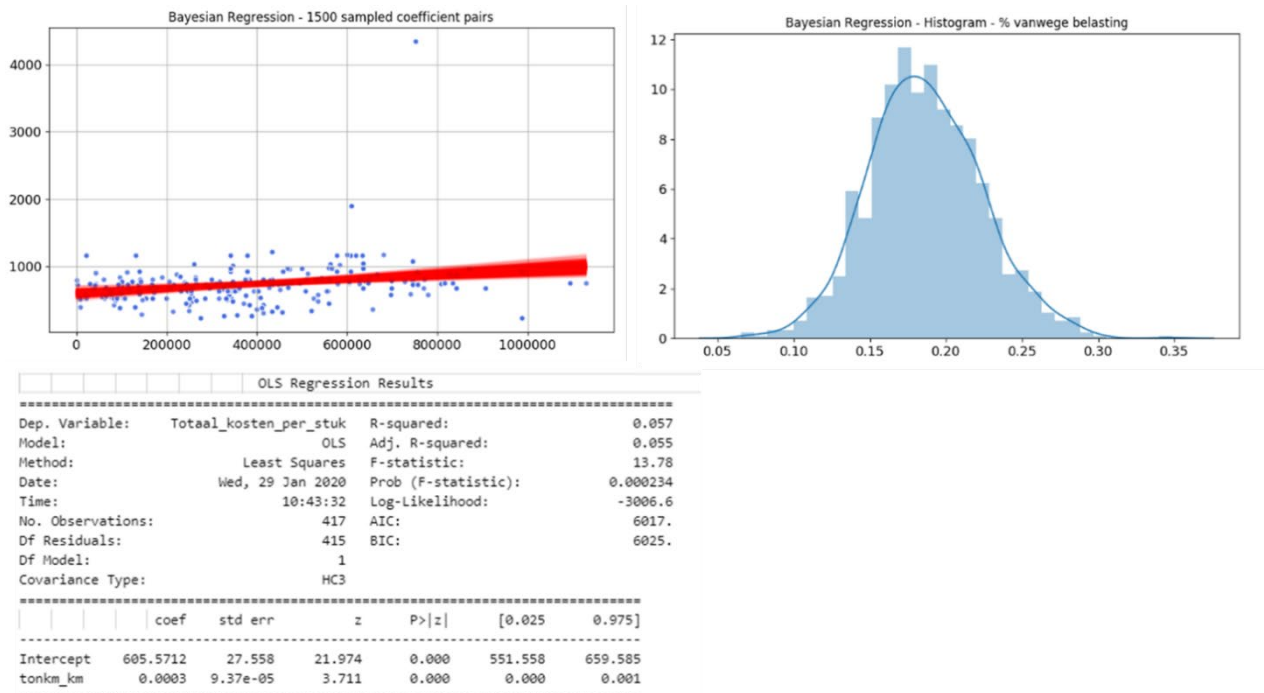 Bayesian Regression - 1500 sampled coefficient pairs
4000
3000
2000
1000
0 200000 400000 600000 800000 1000000
Bayesian Regression - Histogram - % vanwege belasting
12
10
8
6
4
2
0
0.05 0.10 0.15 0.20 0.25 0.30 0.35
OLS Regression Results
Dep. Variable: Totaal_kosten_per_stuk R-squared: 0.057
Model: OLS Adj. R-squared: 0.055
Method: Least Squares F-statistic: 13.78
Date: Wed, 29 Jan 2020 Prob (F-statistic): 0.000234
Time: 10:43:32 Log-Likelihood: -3006.6
No. Observations: 417 AIC: 6017.
Df Residuals: 415 BIC: 6025.
Df Model: 1
Covariance Type: HC3
coef std err z P>|z| [0.025 0.975]
Intercept 605.5712 27.558 21.974 0.000 551.558 659.585
tonkm_km 0.0003 9.37e-05 3.711 0.000 0.000 0.001